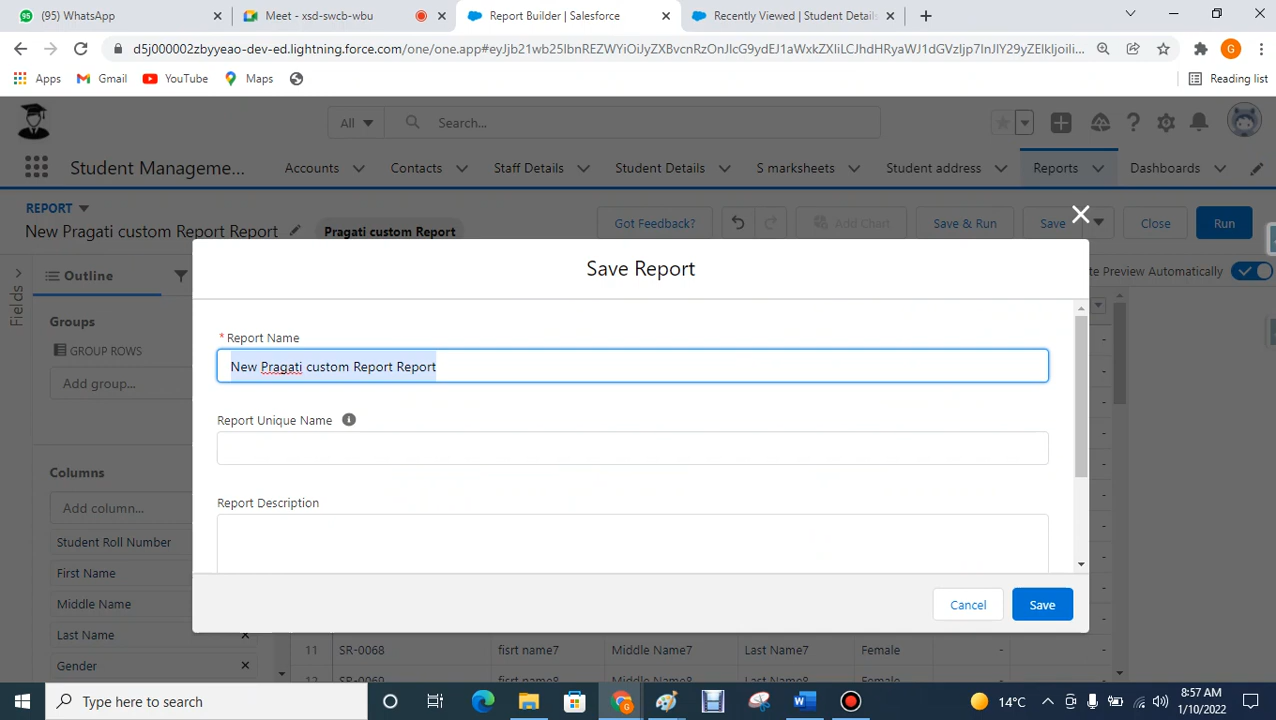 (95) WhatsApp
Meet - xsd-swcb-wbu
Report Builder | Salesforce
Recently Viewed | Student Details
d5j000002zbyyeao-dev-ed.lightning.force.com
Apps
Gmail
YouTube
Maps
Reading list
All
Search...
Student Manageme...
Accounts
Contacts
Staff Details
Student Details
S marksheets
Student address
Reports
Dashboards
REPORT
New Pragati custom Report Report
Pragati custom Report
Got Feedback?
Add Chart
Save & Run
Save
Close
Run
Fields
Outline
te Preview Automatically
Groups
GROUP ROWS
Add group...
Columns
Add column...
Student Roll Number
First Name
Middle Name
Last Name
Gender
Save Report
* Report Name
New Pragati custom Report Report
Report Unique Name
Report Description
Cancel
Save
11 SR-0068 fisrt name7 Middle Name7 Last Name7 Female -
Type here to search
14°C
8:57 AM
1/10/2022